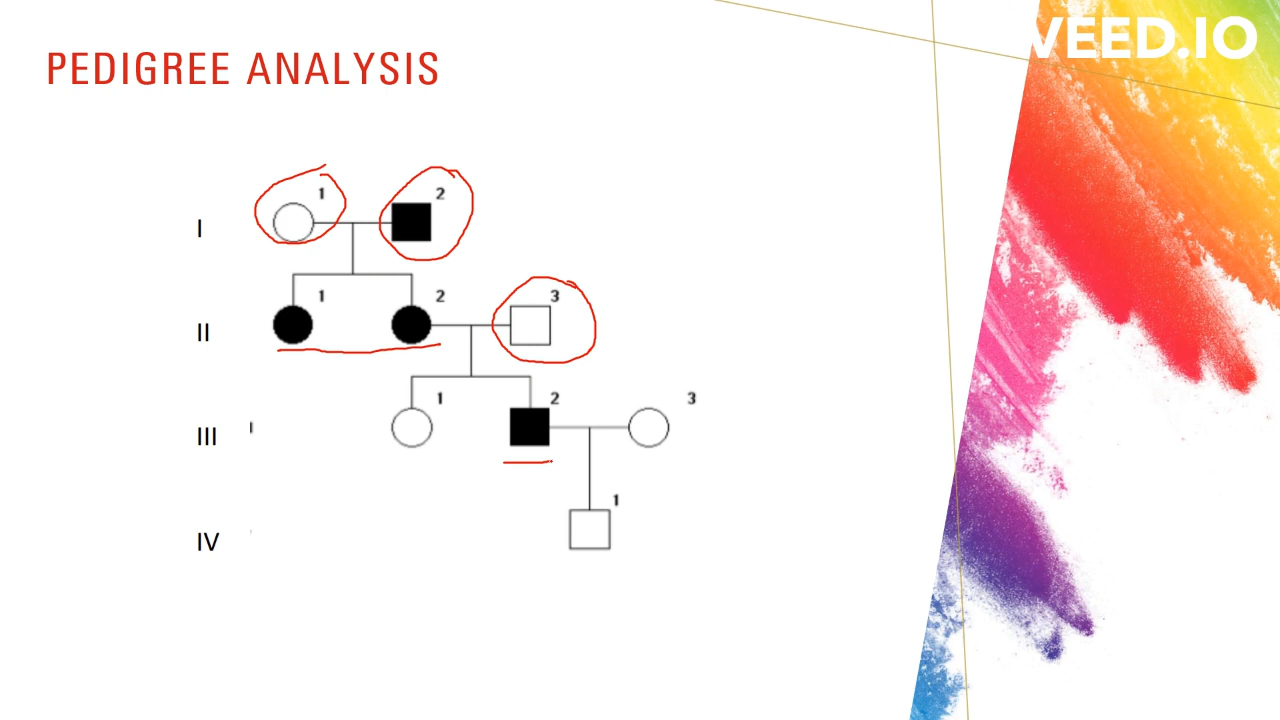 VEED.IO
PEDIGREE ANALYSIS
1 2
I
1 2 3
II
1 2 3
III
1
IV